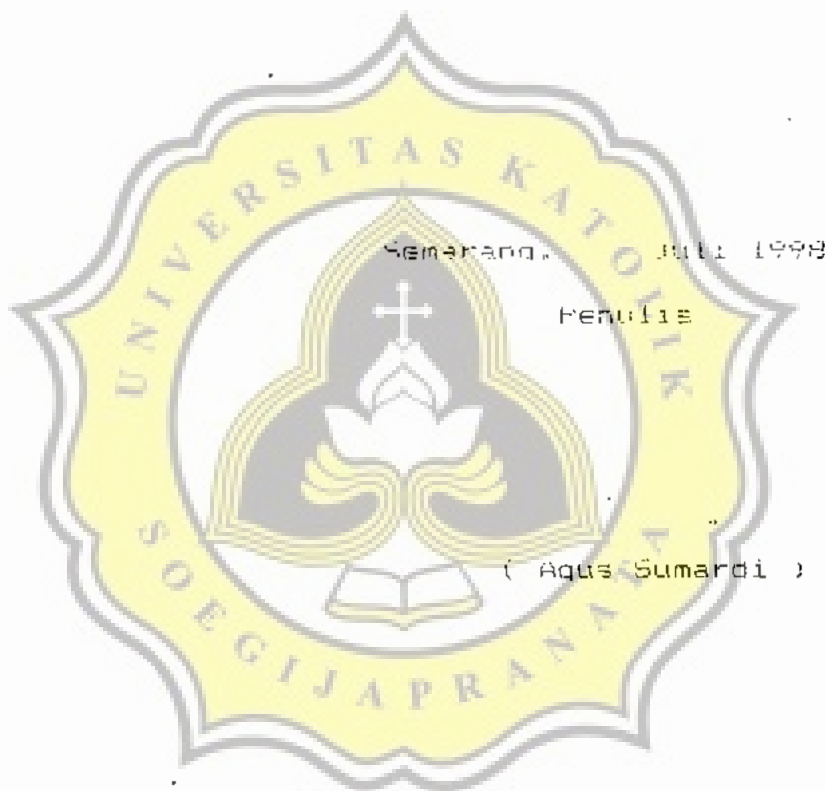 UNIVERSITAS KATOLIK
SOEGIJAPRANATA
Semarang, Juli 1998
Penulis
( Agus Sumardi )